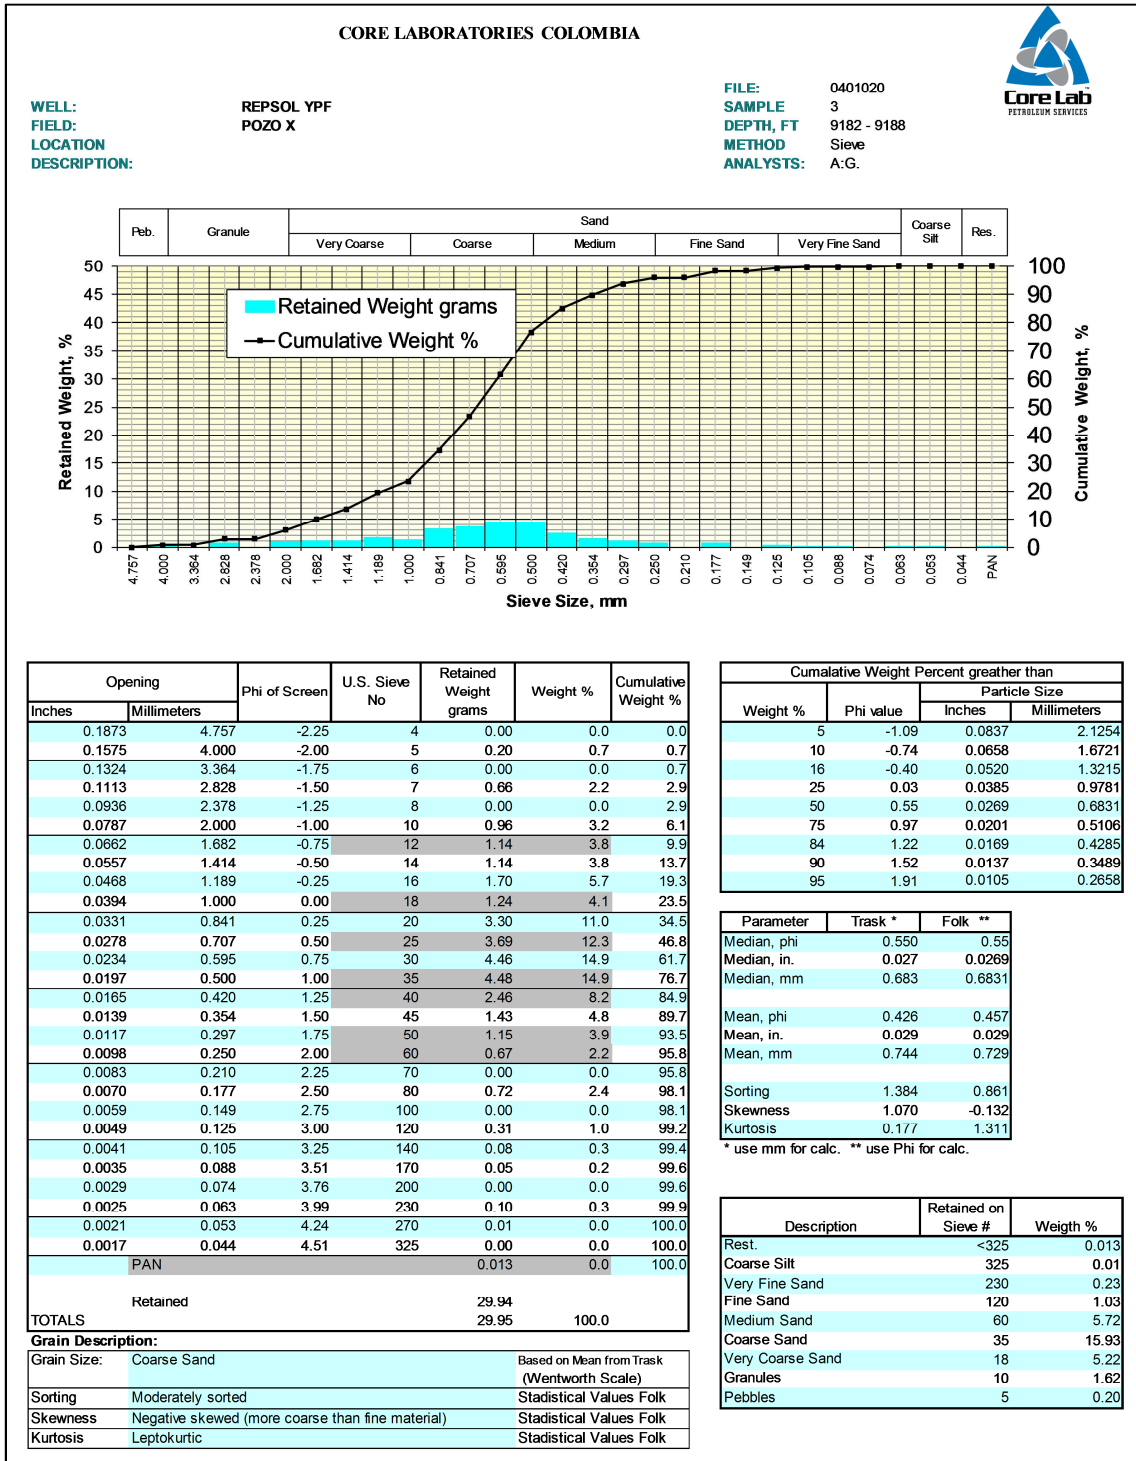 CORE LABORATORIES COLOMBIA
Core Lab
PETROLEUM SERVICES
WELL: REPSOL YPF
FIELD: POZO X
LOCATION
DESCRIPTION:
FILE: 0401020
SAMPLE 3
DEPTH, FT 9182 - 9188
METHOD Sieve
ANALYSTS: A:G.
Peb. Granule Sand Coarse Silt Res.
Very Coarse Coarse Medium Fine Sand Very Fine Sand
50 45 40 35 30 25 20 15 10 5 0
Retained Weight, %
Retained Weight grams
Cumulative Weight %
100 90 80 70 60 50 40 30 20 10 0
Cumulative Weight, %
4.757 4.000 3.364 2.828 2.378 2.000 1.682 1.414 1.189 1.000 0.841 0.707 0.595 0.500 0.420 0.354 0.297 0.250 0.210 0.177 0.149 0.125 0.105 0.088 0.074 0.063 0.053 0.044 PAN
Sieve Size, mm
Opening Phi of Screen U.S. Sieve No Retained Weight grams Weight % Cumulative Weight %
Inches Millimeters
0.1873 4.757 -2.25 4 0.00 0.0 0.0
0.1575 4.000 -2.00 5 0.20 0.7 0.7
0.1324 3.364 -1.75 6 0.00 0.0 0.7
0.1113 2.828 -1.50 7 0.66 2.2 2.9
0.0936 2.378 -1.25 8 0.00 0.0 2.9
0.0787 2.000 -1.00 10 0.96 3.2 6.1
0.0662 1.682 -0.75 12 1.14 3.8 9.9
0.0557 1.414 -0.50 14 1.14 3.8 13.7
0.0468 1.189 -0.25 16 1.70 5.7 19.3
0.0394 1.000 0.00 18 1.24 4.1 23.5
0.0331 0.841 0.25 20 3.30 11.0 34.5
0.0278 0.707 0.50 25 3.69 12.3 46.8
0.0234 0.595 0.75 30 4.46 14.9 61.7
0.0197 0.500 1.00 35 4.48 14.9 76.7
0.0165 0.420 1.25 40 2.46 8.2 84.9
0.0139 0.354 1.50 45 1.43 4.8 89.7
0.0117 0.297 1.75 50 1.15 3.9 93.5
0.0098 0.250 2.00 60 0.67 2.2 95.8
0.0083 0.210 2.25 70 0.00 0.0 95.8
0.0070 0.177 2.50 80 0.72 2.4 98.1
0.0059 0.149 2.75 100 0.00 0.0 98.1
0.0049 0.125 3.00 120 0.31 1.0 99.2
0.0041 0.105 3.25 140 0.08 0.3 99.4
0.0035 0.088 3.51 170 0.05 0.2 99.6
0.0029 0.074 3.76 200 0.00 0.0 99.6
0.0025 0.063 3.99 230 0.10 0.3 99.9
0.0021 0.053 4.24 270 0.01 0.0 100.0
0.0017 0.044 4.51 325 0.00 0.0 100.0
PAN 0.013 0.0 100.0
Retained 29.94
TOTALS 29.95 100.0
Grain Description:
Grain Size: Coarse Sand Based on Mean from Trask
(Wentworth Scale)
Sorting Moderately sorted Stadistical Values Folk
Skewness Negative skewed (more coarse than fine material) Stadistical Values Folk
Kurtosis Leptokurtic Stadistical Values Folk
Cumalative Weight Percent greather than
Weight % Phi value Particle Size
Inches Millimeters
5 -1.09 0.0837 2.1254
10 -0.74 0.0658 1.6721
16 -0.40 0.0520 1.3215
25 0.03 0.0385 0.9781
50 0.55 0.0269 0.6831
75 0.97 0.0201 0.5106
84 1.22 0.0169 0.4285
90 1.52 0.0137 0.3489
95 1.91 0.0105 0.2658
Parameter Trask * Folk **
Median, phi 0.550 0.55
Median, in. 0.027 0.0269
Median, mm 0.683 0.6831
Mean, phi 0.426 0.457
Mean, in. 0.029 0.029
Mean, mm 0.744 0.729
Sorting 1.384 0.861
Skewness 1.070 -0.132
Kurtosis 0.177 1.311
* use mm for calc. ** use Phi for calc.
Description Retained on Sieve # Weigth %
Rest. <325 0.013
Coarse Silt 325 0.01
Very Fine Sand 230 0.23
Fine Sand 120 1.03
Medium Sand 60 5.72
Coarse Sand 35 15.93
Very Coarse Sand 18 5.22
Granules 10 1.62
Pebbles 5 0.20